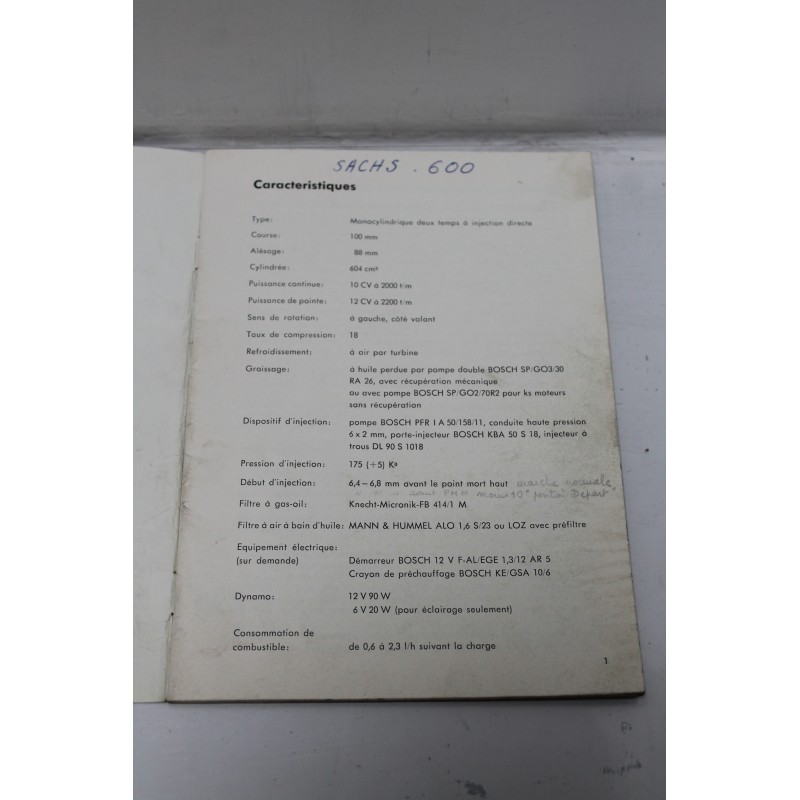 SACHS. 600
Caracteristiques
Type: Monocylindrique deux temps à injection directe
Course: 100 mm
Alésage: 88 mm
Cylindrée: 604 cm³
Puissance continue: 10 CV à 2000 t/m
Puissance de pointe: 12 CV à 2200 t/m
Sens de rotation: à gauche, côté volant
Taux de compression: 18
Refroidissement: à air par turbine
Graissage: à huile perdue par pompe double BOSCH SP/GO3/30
RA 26, avec récupération mécanique
ou avec pompe BOSCH SP/GO2/70R2 pour ks moteurs
sans récupération
Dispositif d'injection: pompe BOSCH PFR I A 50/158/11, conduite haute pression
6 x 2 mm, porte-injecteur BOSCH KBA 50 S 18, injecteur à
trous DL 90 S 1018
Pression d'injection: 175 (+5) Kg
Début d'injection: 6,4–6,8 mm avant le point mort haut marche normale
avant PMH moins 10°
Filtre à gas-oil: Knecht-Micronik-FB 414/1 M Depart
Filtre à air à bain d'huile: MANN & HUMMEL ALO 1,6 S/23 ou LOZ avec préfiltre
Equipement électrique:
(sur demande) Démarreur BOSCH 12 V F-AL/EGE 1,3/12 AR 5
Crayon de préchauffage BOSCH KE/GSA 10/6
Dynamo: 12 V 90 W
6 V 20 W (pour éclairage seulement)
Consommation de
combustible: de 0,6 à 2,3 l/h suivant la charge
1